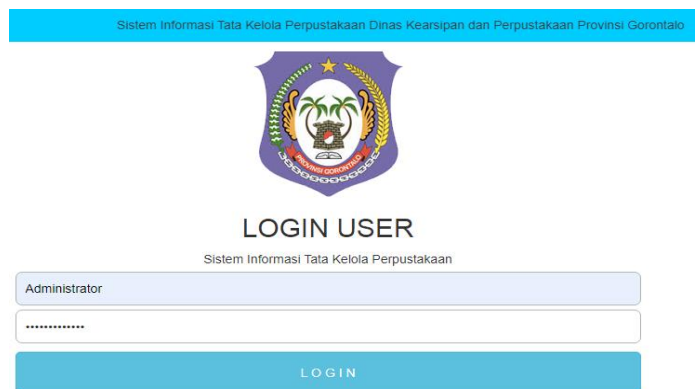 Sistem Informasi Tata Kelola Perpustakaan Dinas Kearsipan dan Perpustakaan Provinsi Gorontalo
PROVINSI GORONTALO
LOGIN USER
Sistem Informasi Tata Kelola Perpustakaan
Administrator
•••••••••••••
LOGIN